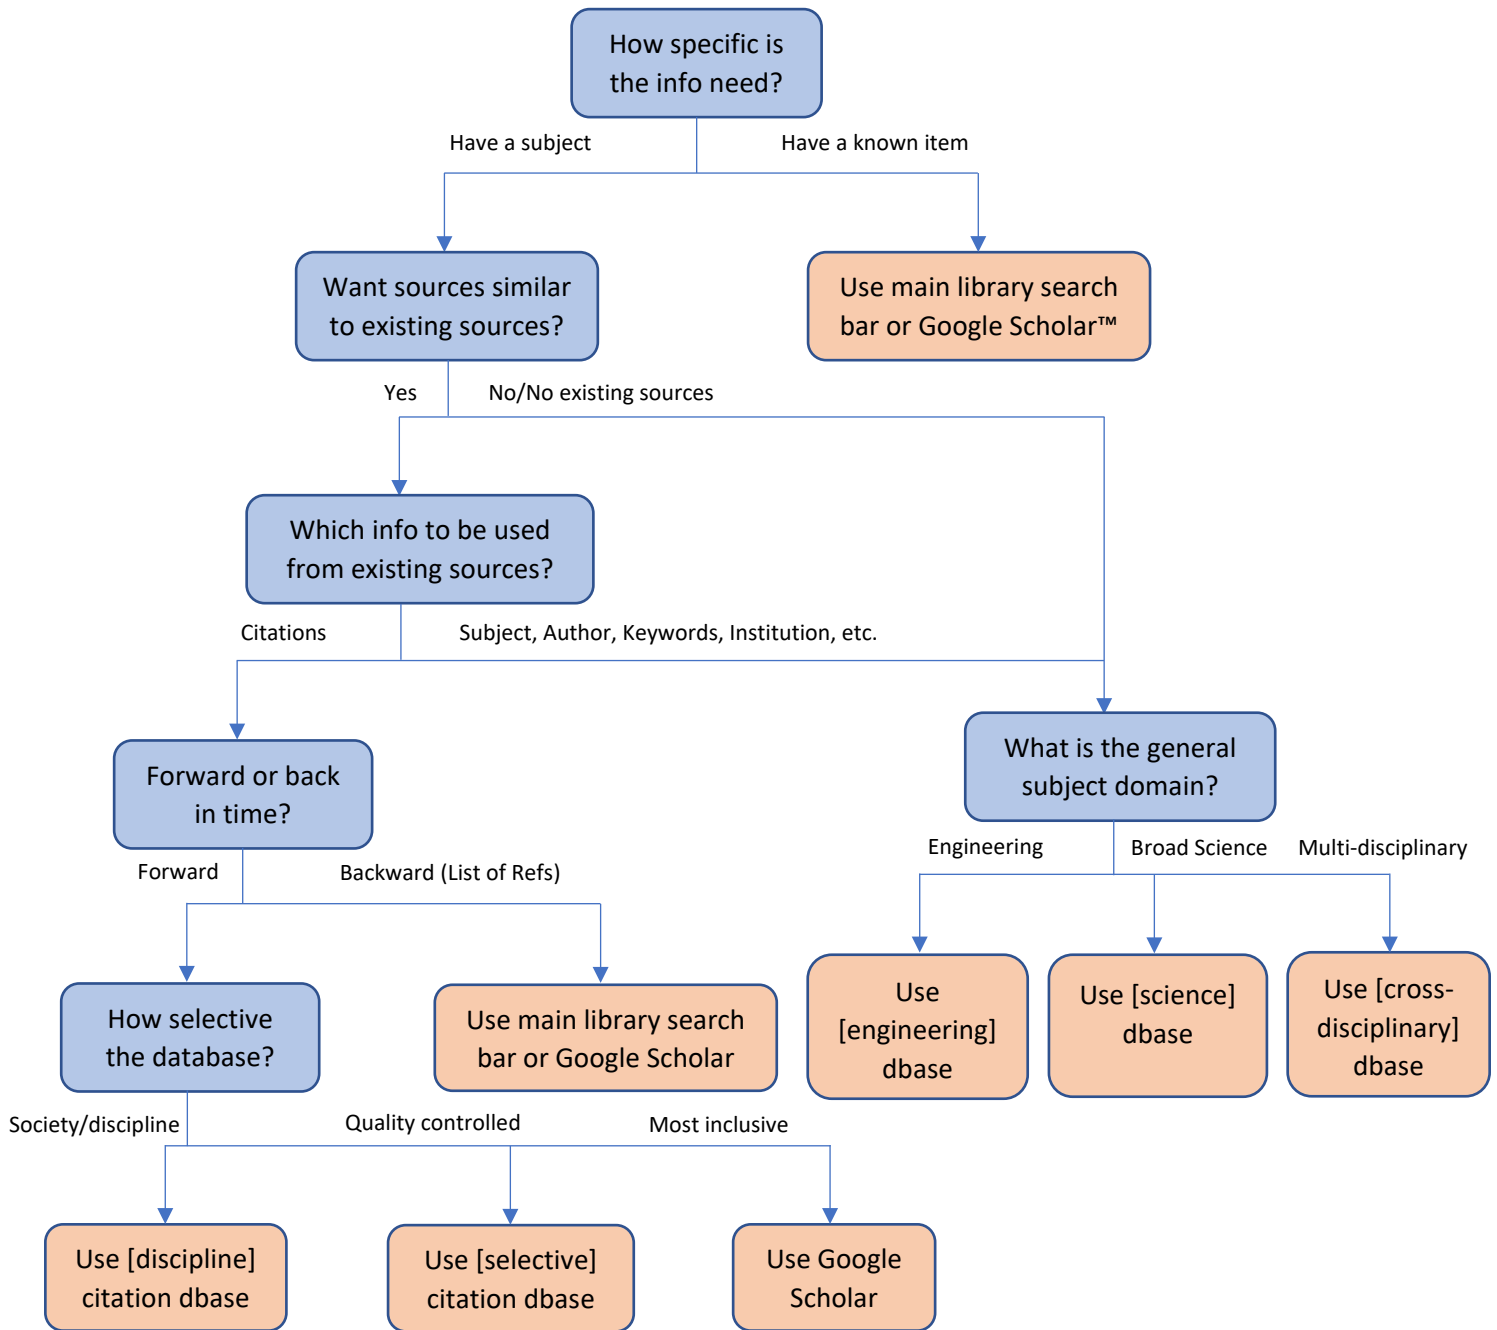 How specific is
the info need?
Have a subject
Have a known item
Want sources similar
to existing sources?
Use main library search
bar or Google Scholar™
Yes
No/No existing sources
Which info to be used
from existing sources?
Citations
Subject, Author, Keywords, Institution, etc.
Forward or back
in time?
What is the general
subject domain?
Forward
Backward (List of Refs)
Engineering
Broad Science
Multi-disciplinary
How selective
the database?
Use main library search
bar or Google Scholar
Use
[engineering]
dbase
Use [science]
dbase
Use [cross-
disciplinary]
dbase
Society/discipline
Quality controlled
Most inclusive
Use [discipline]
citation dbase
Use [selective]
citation dbase
Use Google
Scholar